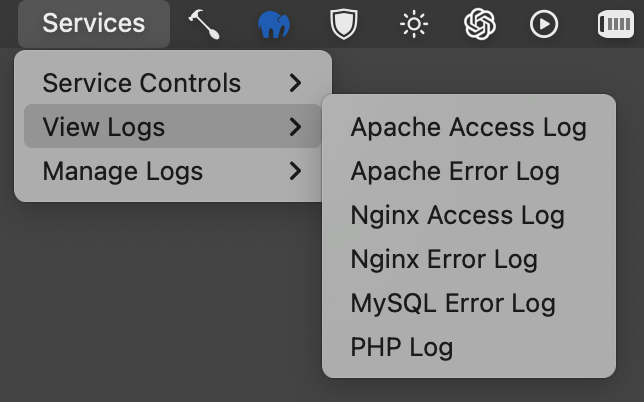 Services
Service Controls
View Logs
Manage Logs
Apache Access Log
Apache Error Log
Nginx Access Log
Nginx Error Log
MySQL Error Log
PHP Log